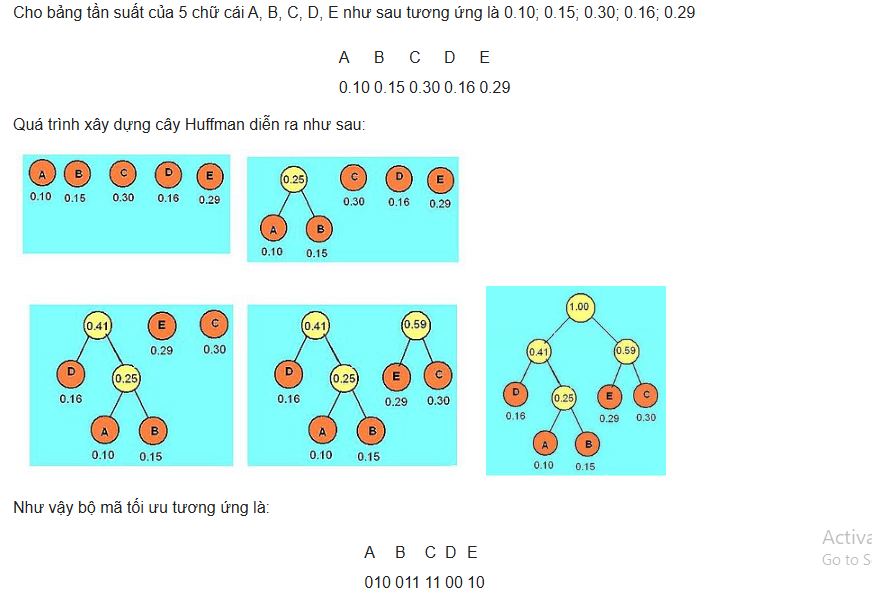 Cho bảng tần suất của 5 chữ cái A, B, C, D, E như sau tương ứng là 0.10; 0.15; 0.30; 0.16; 0.29
A B C D E
0.10 0.15 0.30 0.16 0.29
Quá trình xây dựng cây Huffman diễn ra như sau:
A B C D E
0.10 0.15 0.30 0.16 0.29
0.25 C D E
0.30 0.16 0.29
A B
0.10 0.15
0.41 E C
0.29 0.30
D 0.25
0.16
A B
0.10 0.15
0.41 0.59
D 0.25 E C
0.16 0.29 0.30
A B
0.10 0.15
1.00
0.41 0.59
D 0.25 E C
0.16 0.29 0.30
A B
0.10 0.15
Như vậy bộ mã tối ưu tương ứng là:
A B C D E
010 011 11 00 10
Activa
Go to S